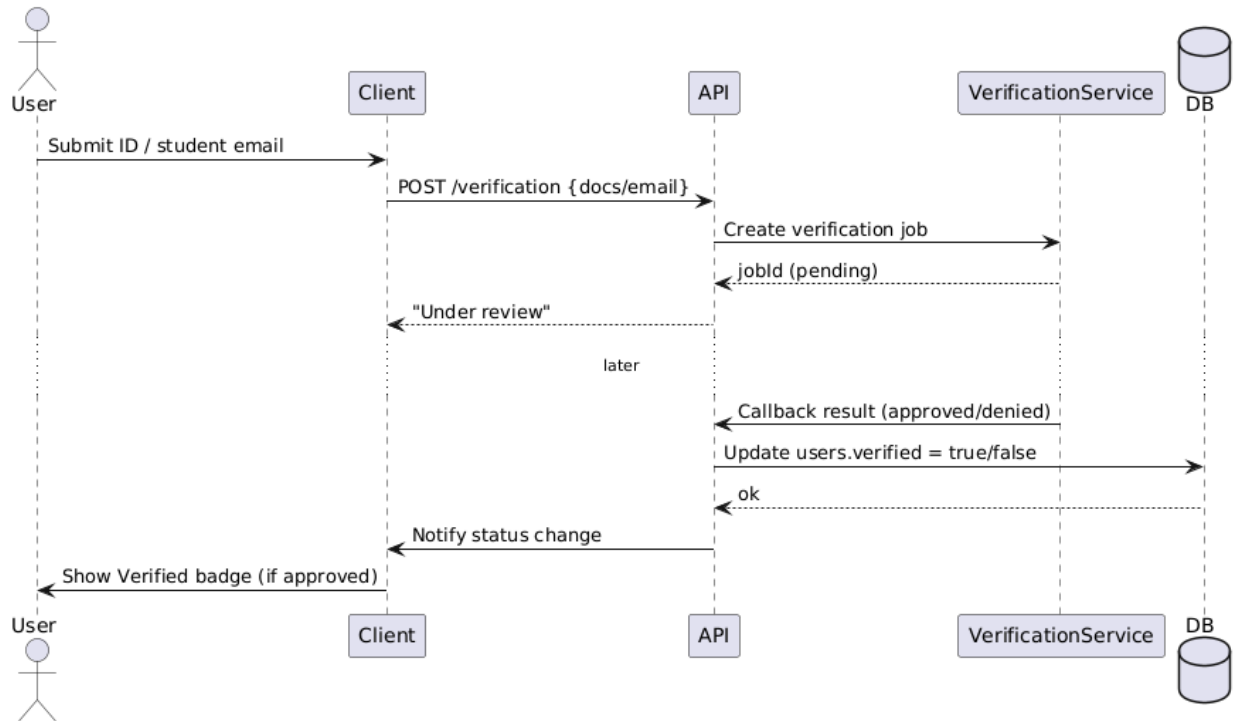 User
Client
API
VerificationService
DB
Submit ID / student email
POST /verification {docs/email}
Create verification job
jobId (pending)
"Under review"
later
Callback result (approved/denied)
Update users.verified = true/false
ok
Notify status change
Show Verified badge (if approved)
User
Client
API
VerificationService
DB